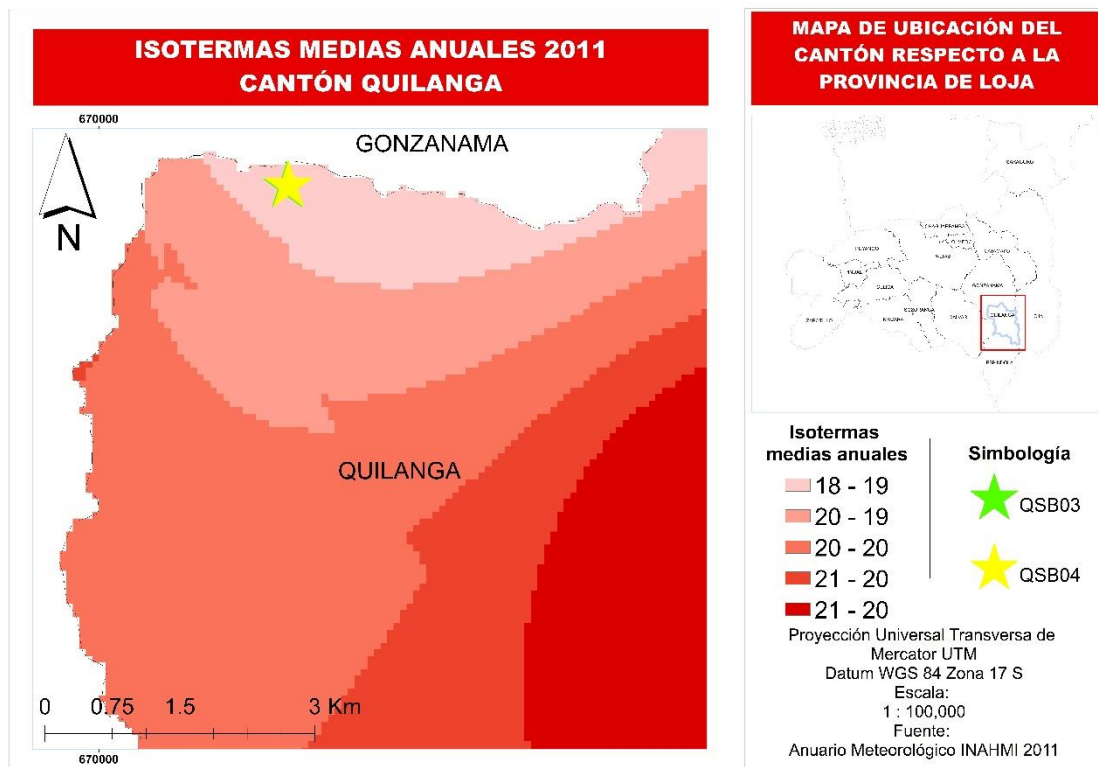 ISOTERMAS MEDIAS ANUALES 2011
CANTÓN QUILANGA
670000
GONZANAMA
N
QUILANGA
0 0.75 1.5 3 Km
670000
MAPA DE UBICACIÓN DEL
CANTÓN RESPECTO A LA
PROVINCIA DE LOJA
SARAGURO
GONZANAMA
QUILANGA
Isotermas
medias anuales
18 - 19
20 - 19
20 - 20
21 - 20
21 - 20
Simbología
QSB03
QSB04
Proyección Universal Transversa de
Mercator UTM
Datum WGS 84 Zona 17 S
Escala:
1 : 100,000
Fuente:
Anuario Meteorológico INAHMI 2011